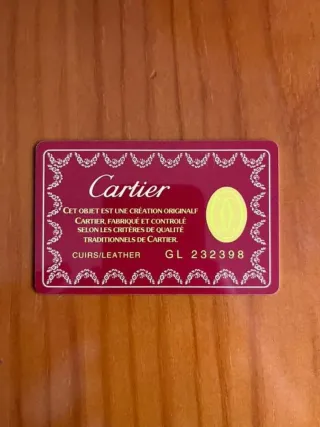 Cartier
CET OBJET EST UNE CRÉATION ORIGINALE
CARTIER, FABRIQUÉ ET CONTRÔLÉ
SELON LES CRITÈRES DE QUALITÉ
TRADITIONNELS DE CARTIER.
CUIRS/LEATHER GL 232398